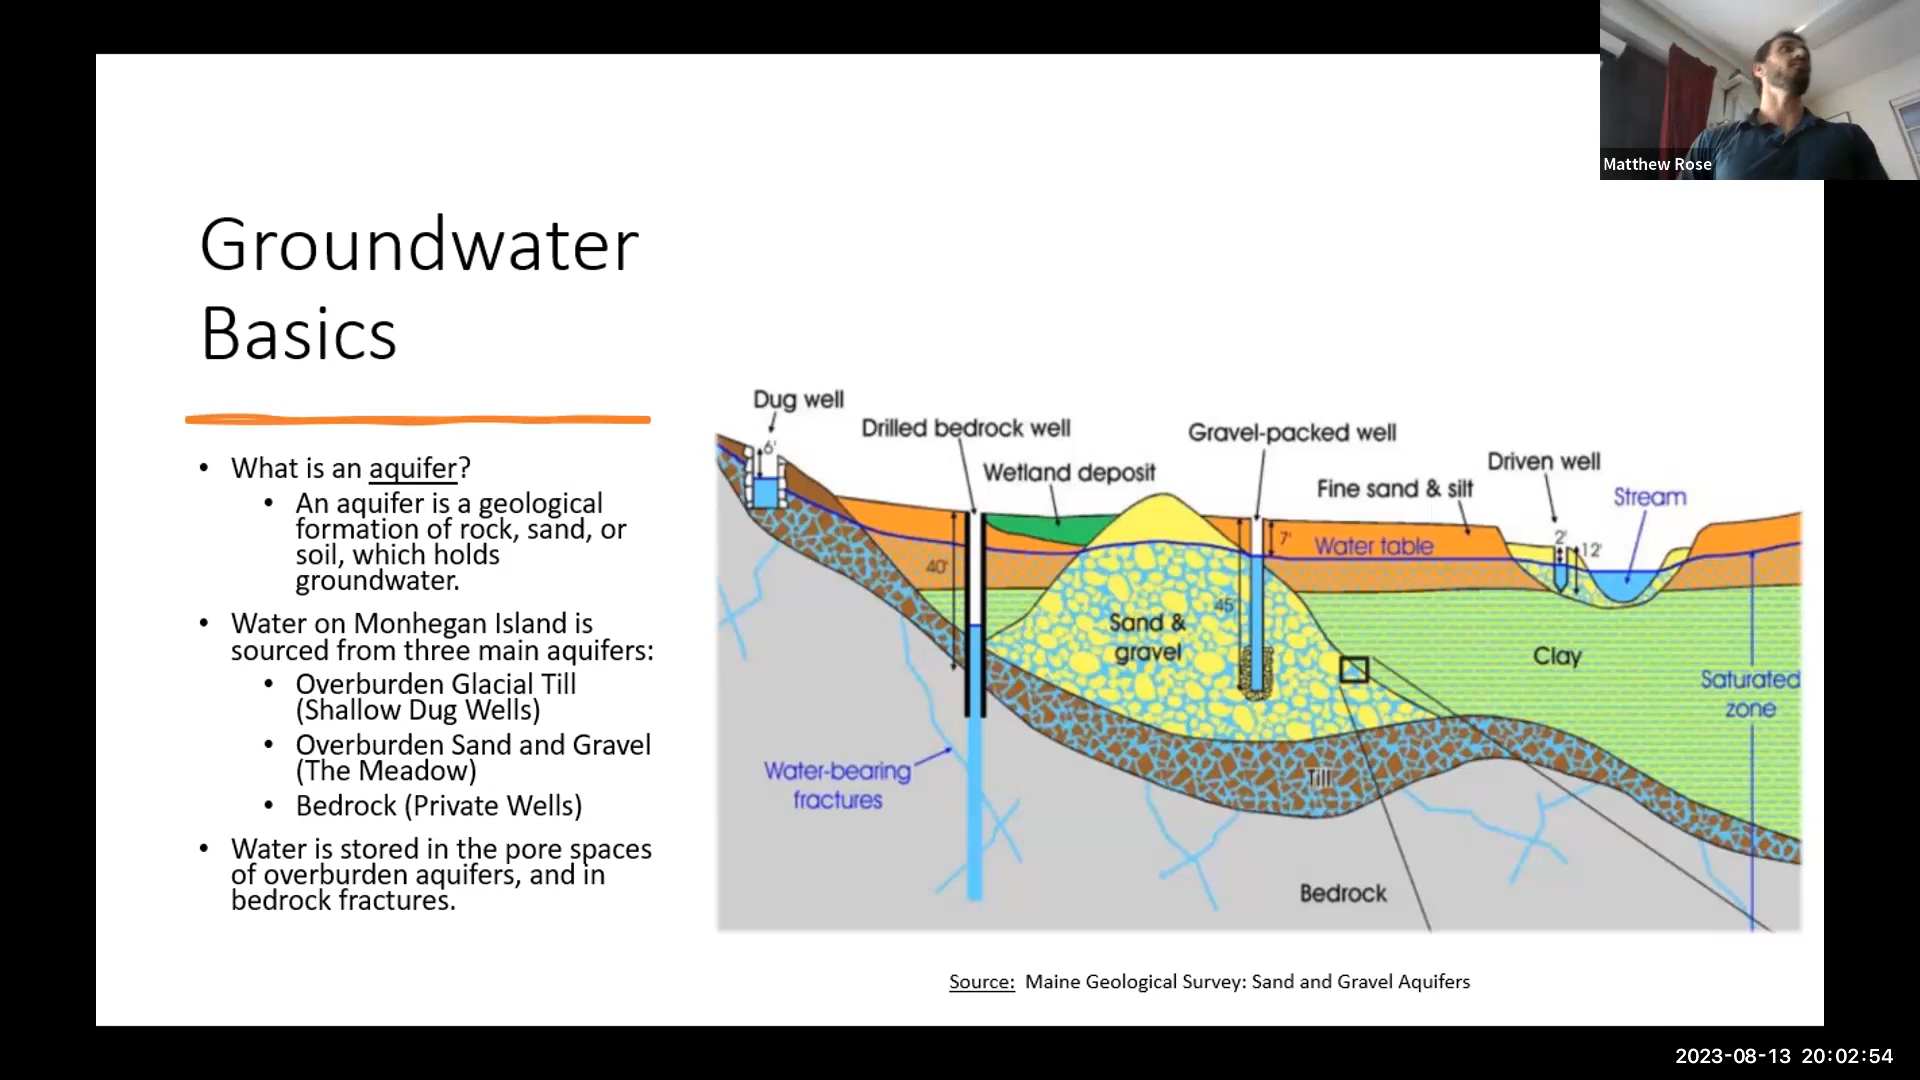 Matthew Rose
Groundwater
Basics
• What is an aquifer?
• An aquifer is a geological
formation of rock, sand, or
soil, which holds
groundwater.
• Water on Monhegan Island is
sourced from three main aquifers:
• Overburden Glacial Till
(Shallow Dug Wells)
• Overburden Sand and Gravel
(The Meadow)
• Bedrock (Private Wells)
• Water is stored in the pore spaces
of overburden aquifers, and in
bedrock fractures.
Dug well
6'
Drilled bedrock well
Wetland deposit
Gravel-packed well
Fine sand & silt
Driven well
Stream
40'
45'
7'
Water table
2'
12'
Sand &
gravel
Clay
Saturated
zone
Water-bearing
fractures
Till
Bedrock
Source: Maine Geological Survey: Sand and Gravel Aquifers
2023-08-13 20:02:54